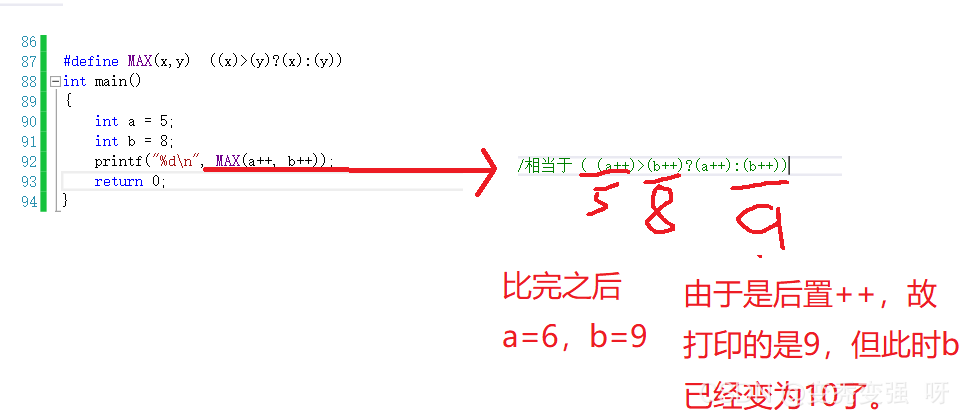 86
87 #define MAX(x,y) ((x)>(y)?(x):(y))
88 int main()
89 {
90 int a = 5;
91 int b = 8;
92 printf("%d\n", MAX(a++, b++)); /相当于 ( (a++)>(b++)?(a++):(b++))
93 return 0;
94 }
5 8 9
比完之后
a=6，b=9
由于是后置++，故
打印的是9，但此时b
已经变为10了。
变强 呀